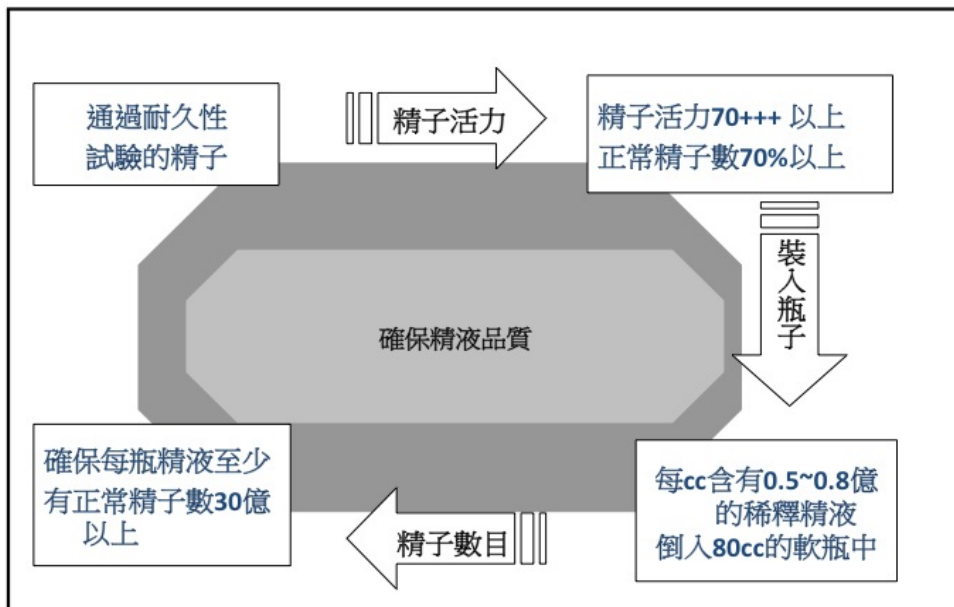 通過耐久性
試驗的精子
精子活力
精子活力70+++ 以上
正常精子數70%以上
裝入瓶子
確保精液品質
每cc含有0.5~0.8億
的稀釋精液
倒入80cc的軟瓶中
精子數目
確保每瓶精液至少
有正常精子數30億
以上